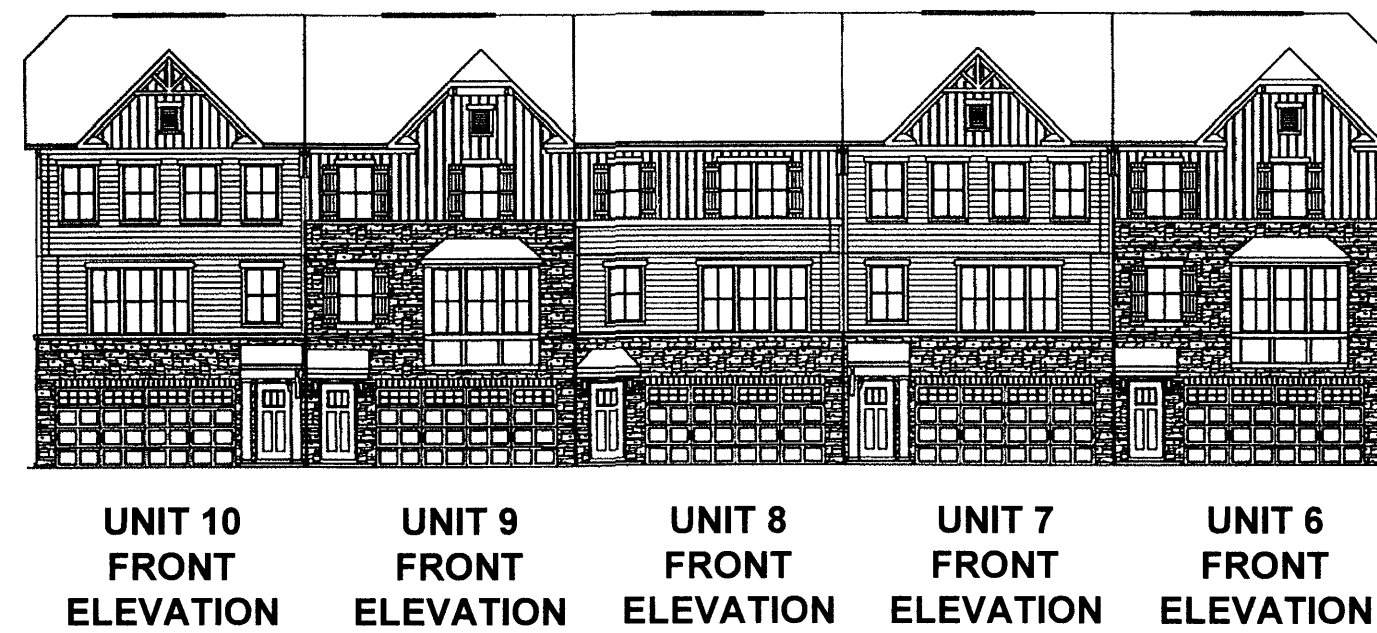 UNIT 10
FRONT
ELEVATION
UNIT 9
FRONT
ELEVATION
UNIT 8
FRONT
ELEVATION
UNIT 7
FRONT
ELEVATION
UNIT 6
FRONT
ELEVATION